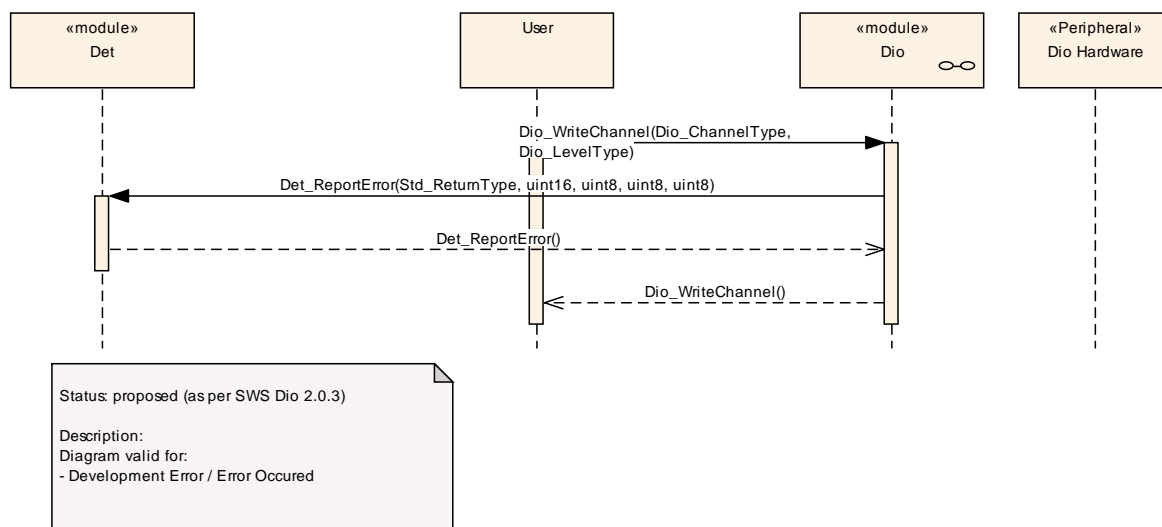 «module»
Det
User
«module»
Dio
«Peripheral»
Dio Hardware
Dio_WriteChannel(Dio_ChannelType,
Dio_LevelType)
Det_ReportError(Std_ReturnType, uint16, uint8, uint8, uint8)
Det_ReportError()
Dio_WriteChannel()
Status: proposed (as per SWS Dio 2.0.3)
Description:
Diagram valid for:
- Development Error / Error Occured